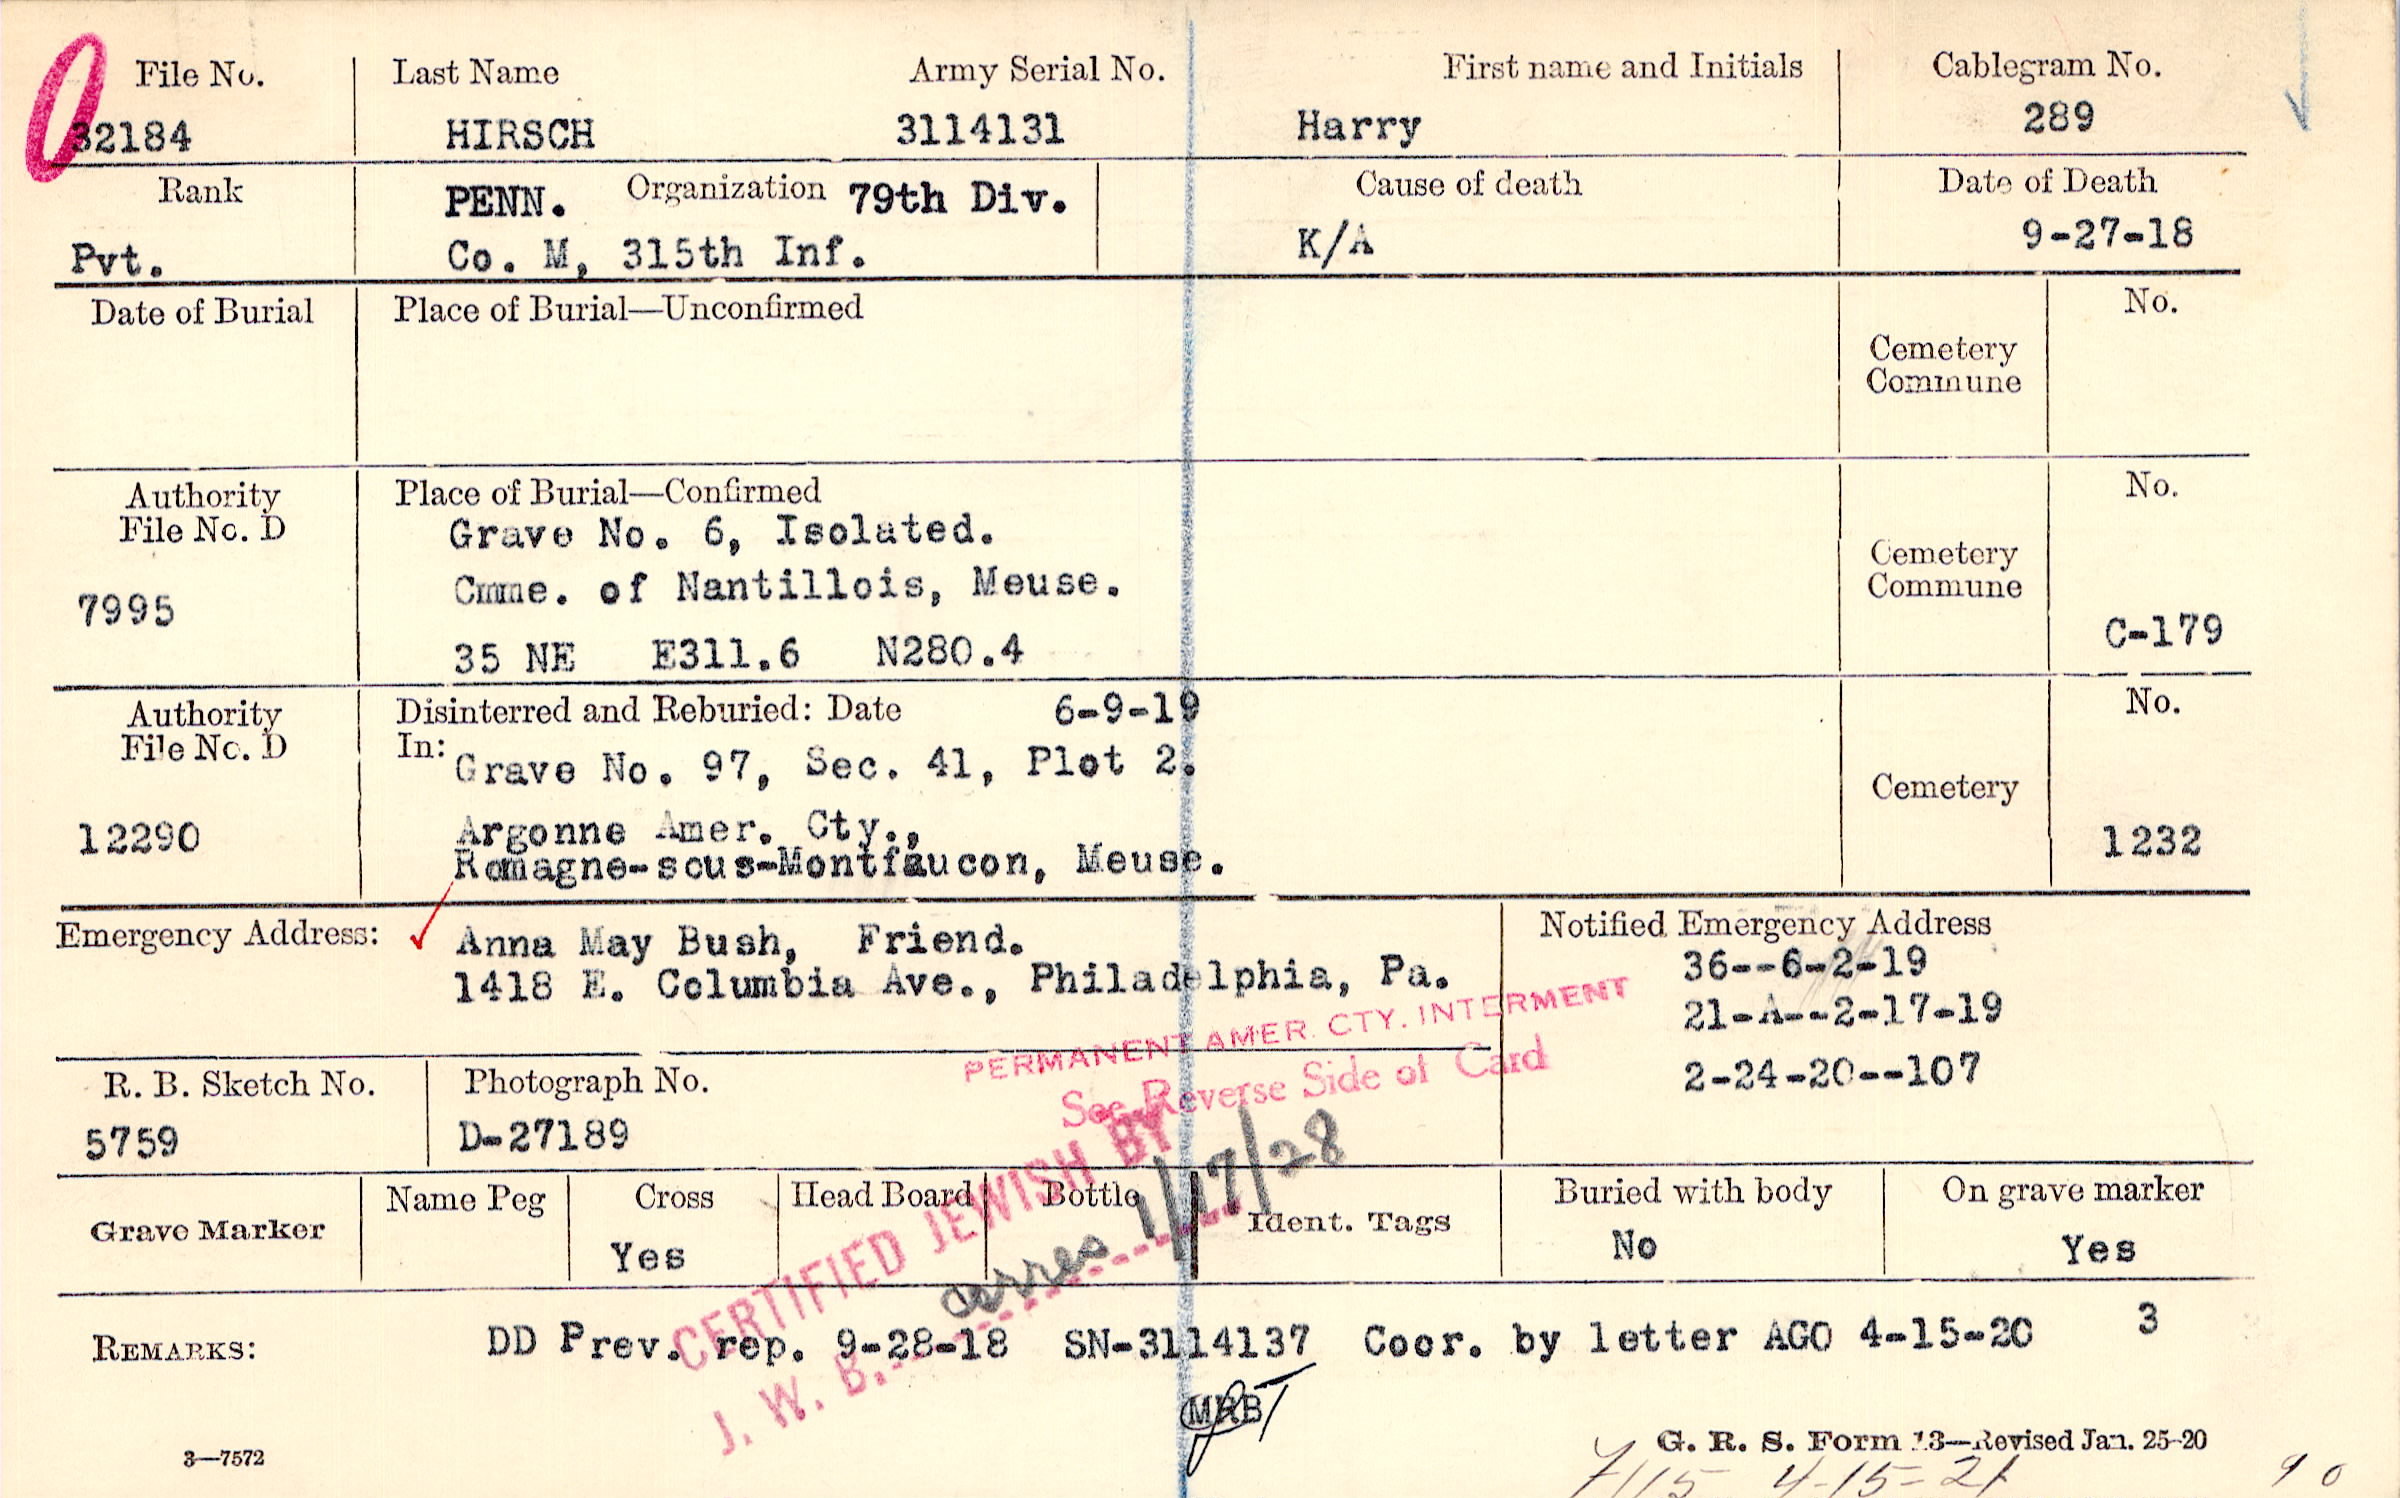 File No. Last Name Army Serial No. First name and Initials Cablegram No.
32184 HIRSCH 3114131 Harry 289
Rank PENN. Organization 79th Div. Cause of death Date of Death
Pvt. Co. M, 315th Inf. K/A 9-27-18
Date of Burial Place of Burial—Unconfirmed No.
Cemetery
Commune
Authority Place of Burial—Confirmed No.
File No. D Grave No. 6, Isolated.
Cemetery
Commune
7995 Cmme. of Nantillois, Meuse.
35 NE E311.6 N280.4 C-179
Authority Disinterred and Reburied: Date 6-9-19 No.
File No. D In: Grave No. 97, Sec. 41, Plot 2.
Cemetery
12290 Argonne Amer. Cty., 1232
Romagne-sous-Montfaucon, Meuse.
Emergency Address: Anna May Bush, Friend. Notified Emergency Address
1418 E. Columbia Ave., Philadelphia, Pa. 36--6-2-19
21-A--2-17-19
2-24-20--107
PERMANENT AMER. CTY. INTERMENT
See Reverse Side of Card
R. B. Sketch No. Photograph No.
5759 D-27189
Grave Marker Name Peg Cross Head Board Bottle Ident. Tags Buried with body On grave marker
Yes No Yes
CERTIFIED JEWISH BY
J. W. B. corres 1/17/28
REMARKS: DD Prev. rep. 9-28-18 SN-3114137 Coor. by letter AGO 4-15-20 3
MRB
3—7572 G. R. S. Form 13—Revised Jan. 25-20
7115 4-15-21 90